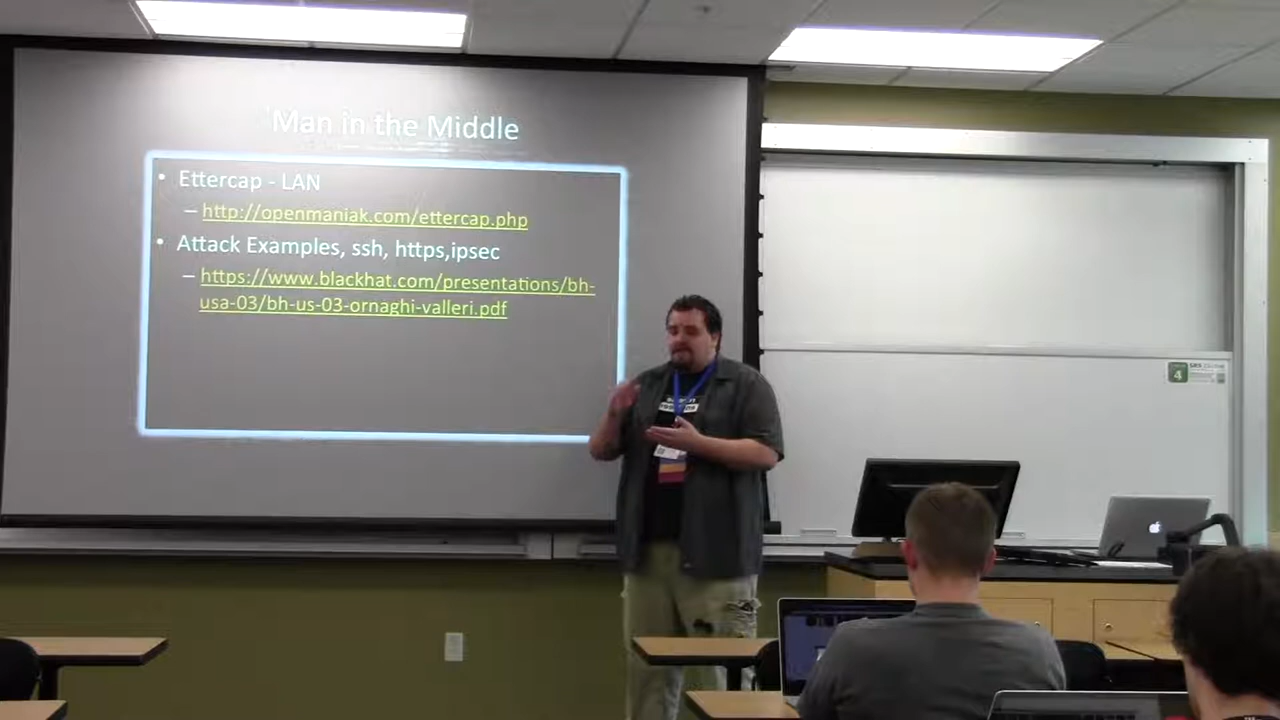 Man in the Middle
• Ettercap - LAN
– http://openmaniak.com/ettercap.php
• Attack Examples, ssh, https,ipsec
– https://www.blackhat.com/presentations/bh-
usa-03/bh-us-03-ornaghi-valleri.pdf
4